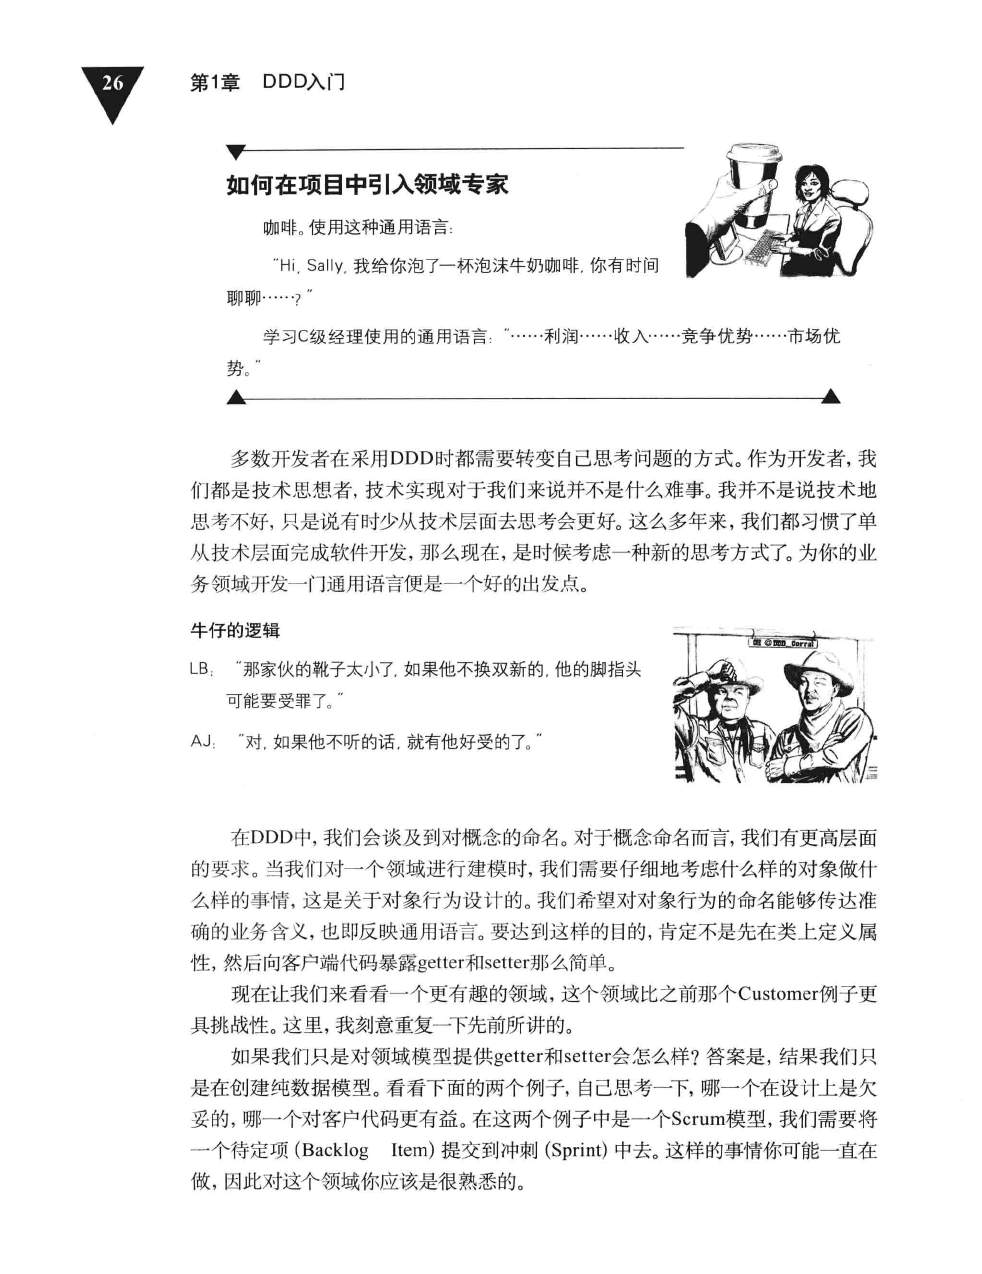 26
第1章 DDD入门
如何在项目中引入领域专家
咖啡。使用这种通用语言：
“Hi, Sally, 我给你泡了一杯泡沫牛奶咖啡, 你有时间
聊聊……？”
学习C级经理使用的通用语言：“……利润……收入……竞争优势……市场优
势。”
多数开发者在采用DDD时都需要转变自己思考问题的方式。作为开发者, 我
们都是技术思想者, 技术实现对于我们来说并不是什么难事。我并不是说技术地
思考不好, 只是说有时少从技术层面去思考会更好。这么多年来, 我们都习惯了单
从技术层面完成软件开发, 那么现在, 是时候考虑一种新的思考方式了。为你的业
务领域开发一门通用语言便是一个好的出发点。
牛仔的逻辑
LB: “那家伙的靴子太小了, 如果他不换双新的, 他的脚指头
可能要受罪了。”
AJ: “对, 如果他不听的话, 就有他好受的了。”
@DDD_Corral
在DDD中, 我们会谈及到对概念的命名。对于概念命名而言, 我们有更高层面
的要求。当我们对一个领域进行建模时, 我们需要仔细地考虑什么样的对象做什
么样的事情, 这是关于对象行为设计的。我们希望对对象行为的命名能够传达准
确的业务含义, 也即反映通用语言。要达到这样的目的, 肯定不是先在类上定义属
性, 然后向客户端代码暴露getter和setter那么简单。
现在让我们来看看一个更有趣的领域, 这个领域比之前那个Customer例子更
具挑战性。这里, 我刻意重复一下先前所讲的。
如果我们只是对领域模型提供getter和setter会怎么样？答案是, 结果我们只
是在创建纯数据模型。看看下面的两个例子, 自己思考一下, 哪一个在设计上是欠
妥的, 哪一个对客户代码更有益。在这两个例子中是一个Scrum模型, 我们需要将
一个待定项 (Backlog Item) 提交到冲刺 (Sprint) 中去。这样的事情你可能一直在
做, 因此对这个领域你应该是很熟悉的。